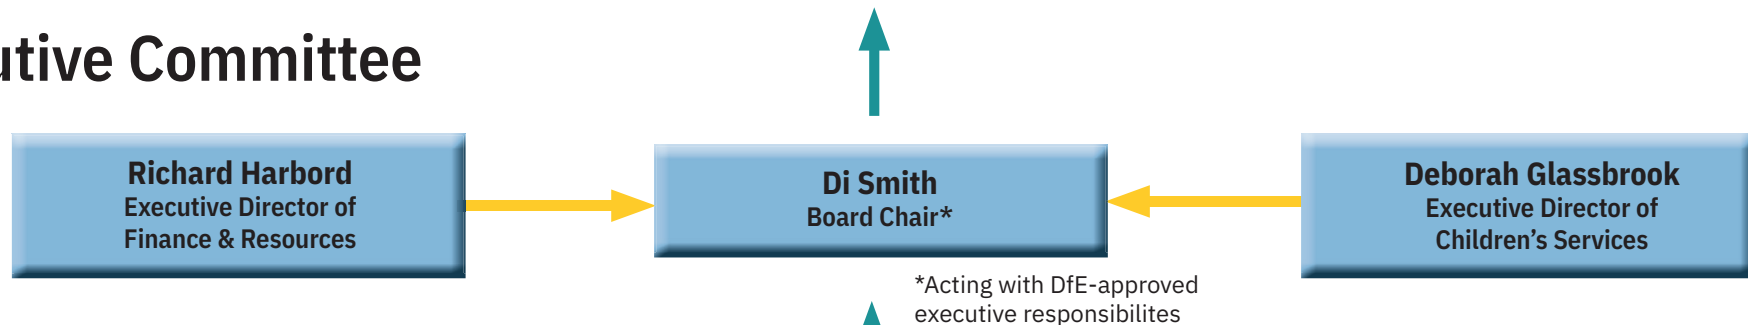 utive Committee
Richard Harbord
Executive Director of
Finance & Resources
Di Smith
Board Chair*
Deborah Glassbrook
Executive Director of
Children’s Services
*Acting with DfE-approved
executive responsibilites